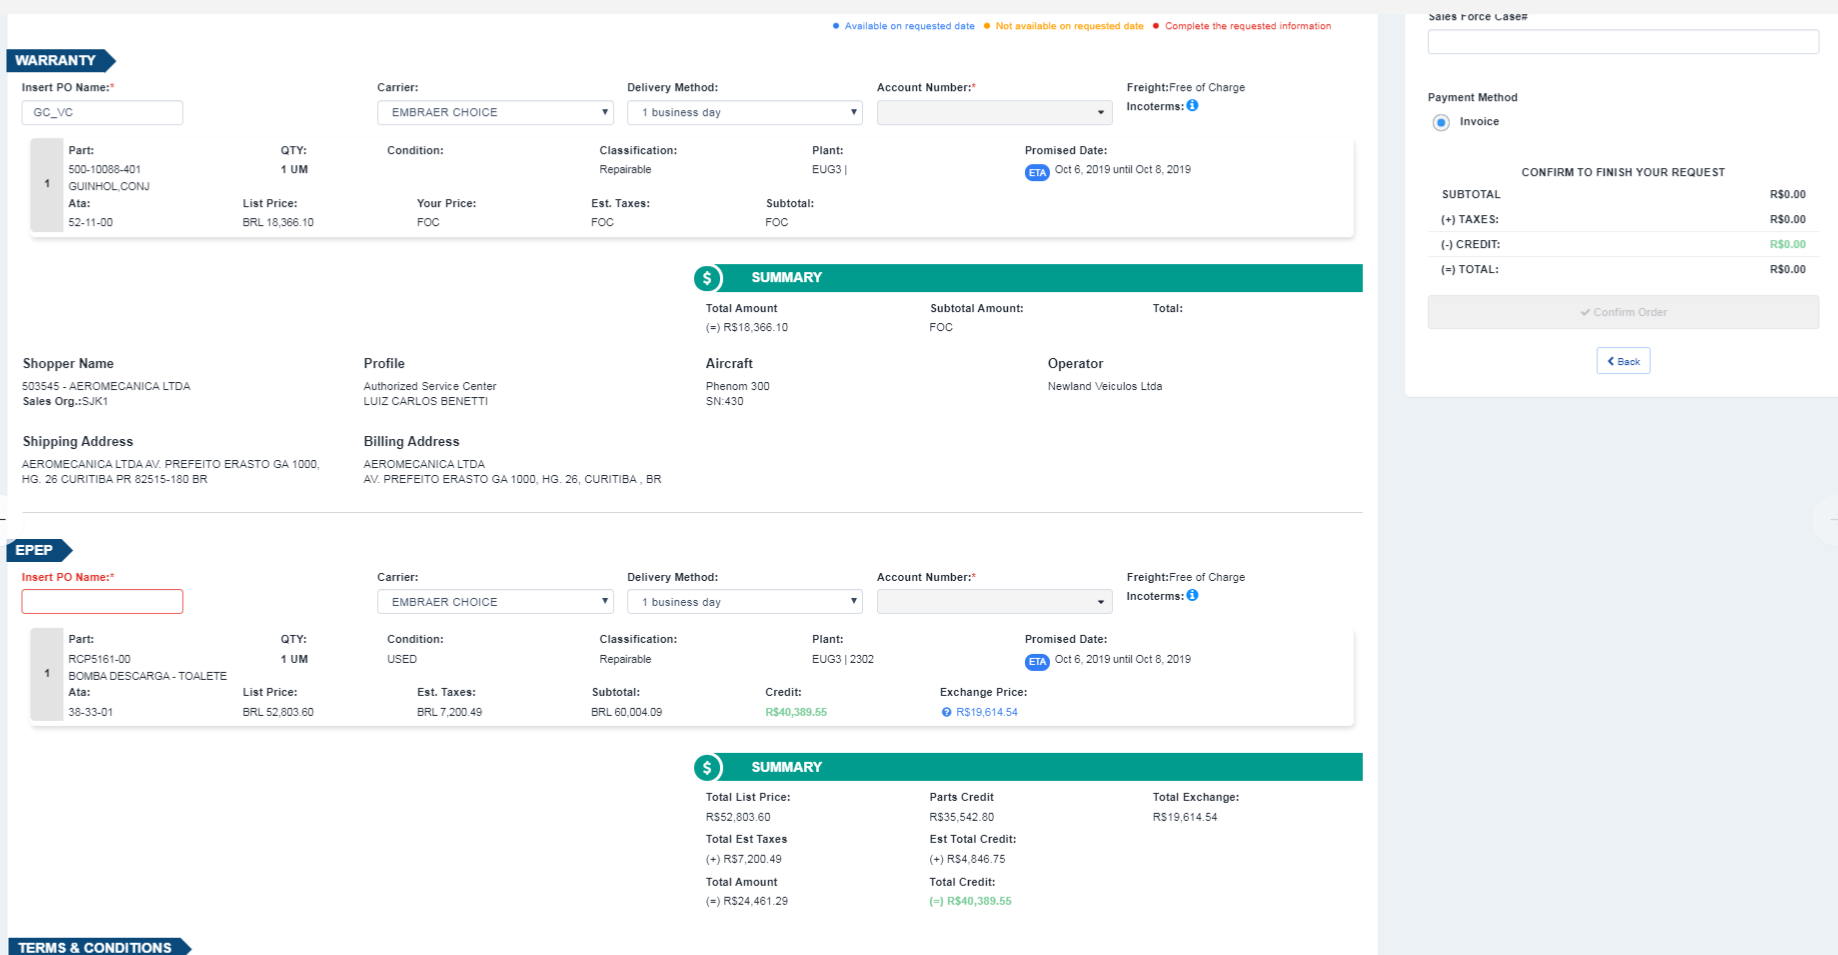 Available on requested date Not available on requested date Complete the requested information
WARRANTY
Insert PO Name:* Carrier: Delivery Method: Account Number:* Freight:Free of Charge
GC_VC EMBRAER CHOICE 1 business day Incoterms:
Part: QTY: Condition: Classification: Plant: Promised Date:
1 500-10088-401 1 UM Repairable EUG3 | ETA Oct 6, 2019 until Oct 8, 2019
GUINHOL,CONJ
Ata: List Price: Your Price: Est. Taxes: Subtotal:
52-11-00 BRL 18,366.10 FOC FOC FOC
$ SUMMARY
Total Amount Subtotal Amount: Total:
(=) R$18,366.10 FOC
Shopper Name Profile Aircraft Operator
503545 - AEROMECANICA LTDA Authorized Service Center Phenom 300 Newland Veiculos Ltda
Sales Org.:SJK1 LUIZ CARLOS BENETTI SN:430
Shipping Address Billing Address
AEROMECANICA LTDA AV. PREFEITO ERASTO GA 1000, AEROMECANICA LTDA
HG. 26 CURITIBA PR 82515-180 BR AV. PREFEITO ERASTO GA 1000, HG. 26, CURITIBA , BR
EPEP
Insert PO Name:* Carrier: Delivery Method: Account Number:* Freight:Free of Charge
EMBRAER CHOICE 1 business day Incoterms:
Part: QTY: Condition: Classification: Plant: Promised Date:
1 RCP5161-00 1 UM USED Repairable EUG3 | 2302 ETA Oct 6, 2019 until Oct 8, 2019
BOMBA DESCARGA - TOALETE
Ata: List Price: Est. Taxes: Subtotal: Credit: Exchange Price:
38-33-01 BRL 52,803.60 BRL 7,200.49 BRL 60,004.09 R$40,389.55 R$19,614.54
$ SUMMARY
Total List Price: Parts Credit Total Exchange:
R$52,803.60 R$35,542.80 R$19,614.54
Total Est Taxes Est Total Credit:
(+) R$7,200.49 (+) R$4,846.75
Total Amount Total Credit:
(=) R$24,461.29 (=) R$40,389.55
TERMS & CONDITIONS
Sales Force Case#
Payment Method
Invoice
CONFIRM TO FINISH YOUR REQUEST
SUBTOTAL R$0.00
(+) TAXES: R$0.00
(-) CREDIT: R$0.00
(=) TOTAL: R$0.00
Confirm Order
Back